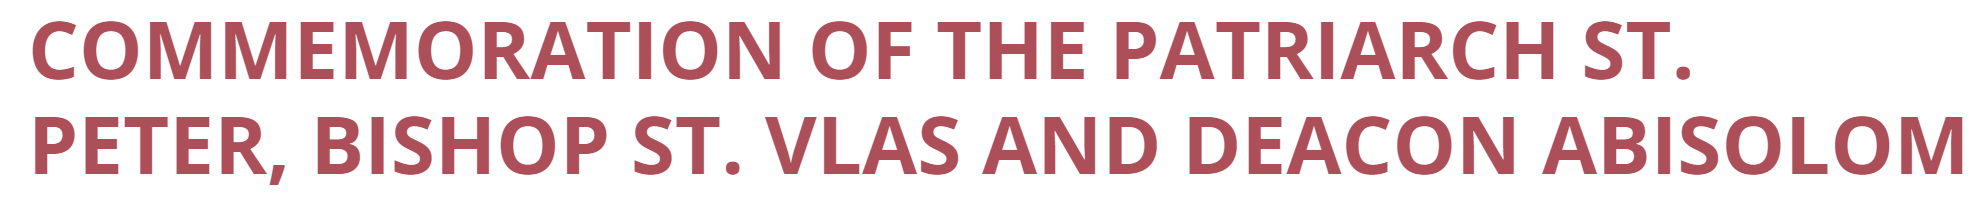 COMMEMORATION OF THE PATRIARCH ST.
PETER, BISHOP ST. VLAS AND DEACON ABISOLOM